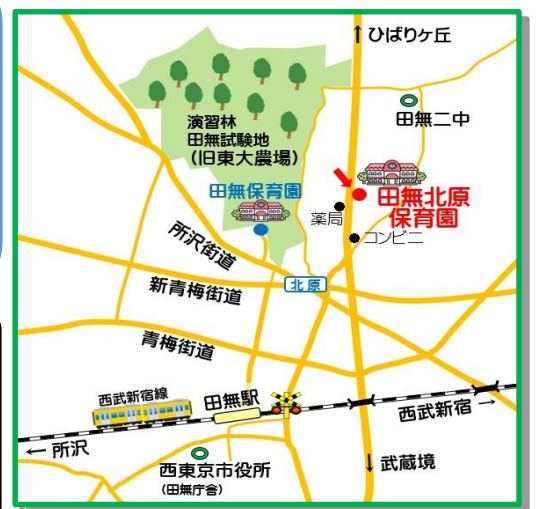 ↑ひばりヶ丘
田無二中
演習林
田無試験地
(旧東大農場)
田無保育園
田無北原
保育園
薬局
コンビニ
所沢街道
新青梅街道
北原
青梅街道
西武新宿線
田無駅
西武新宿→
←所沢
西東京市役所
(田無庁舎)
↓武蔵境